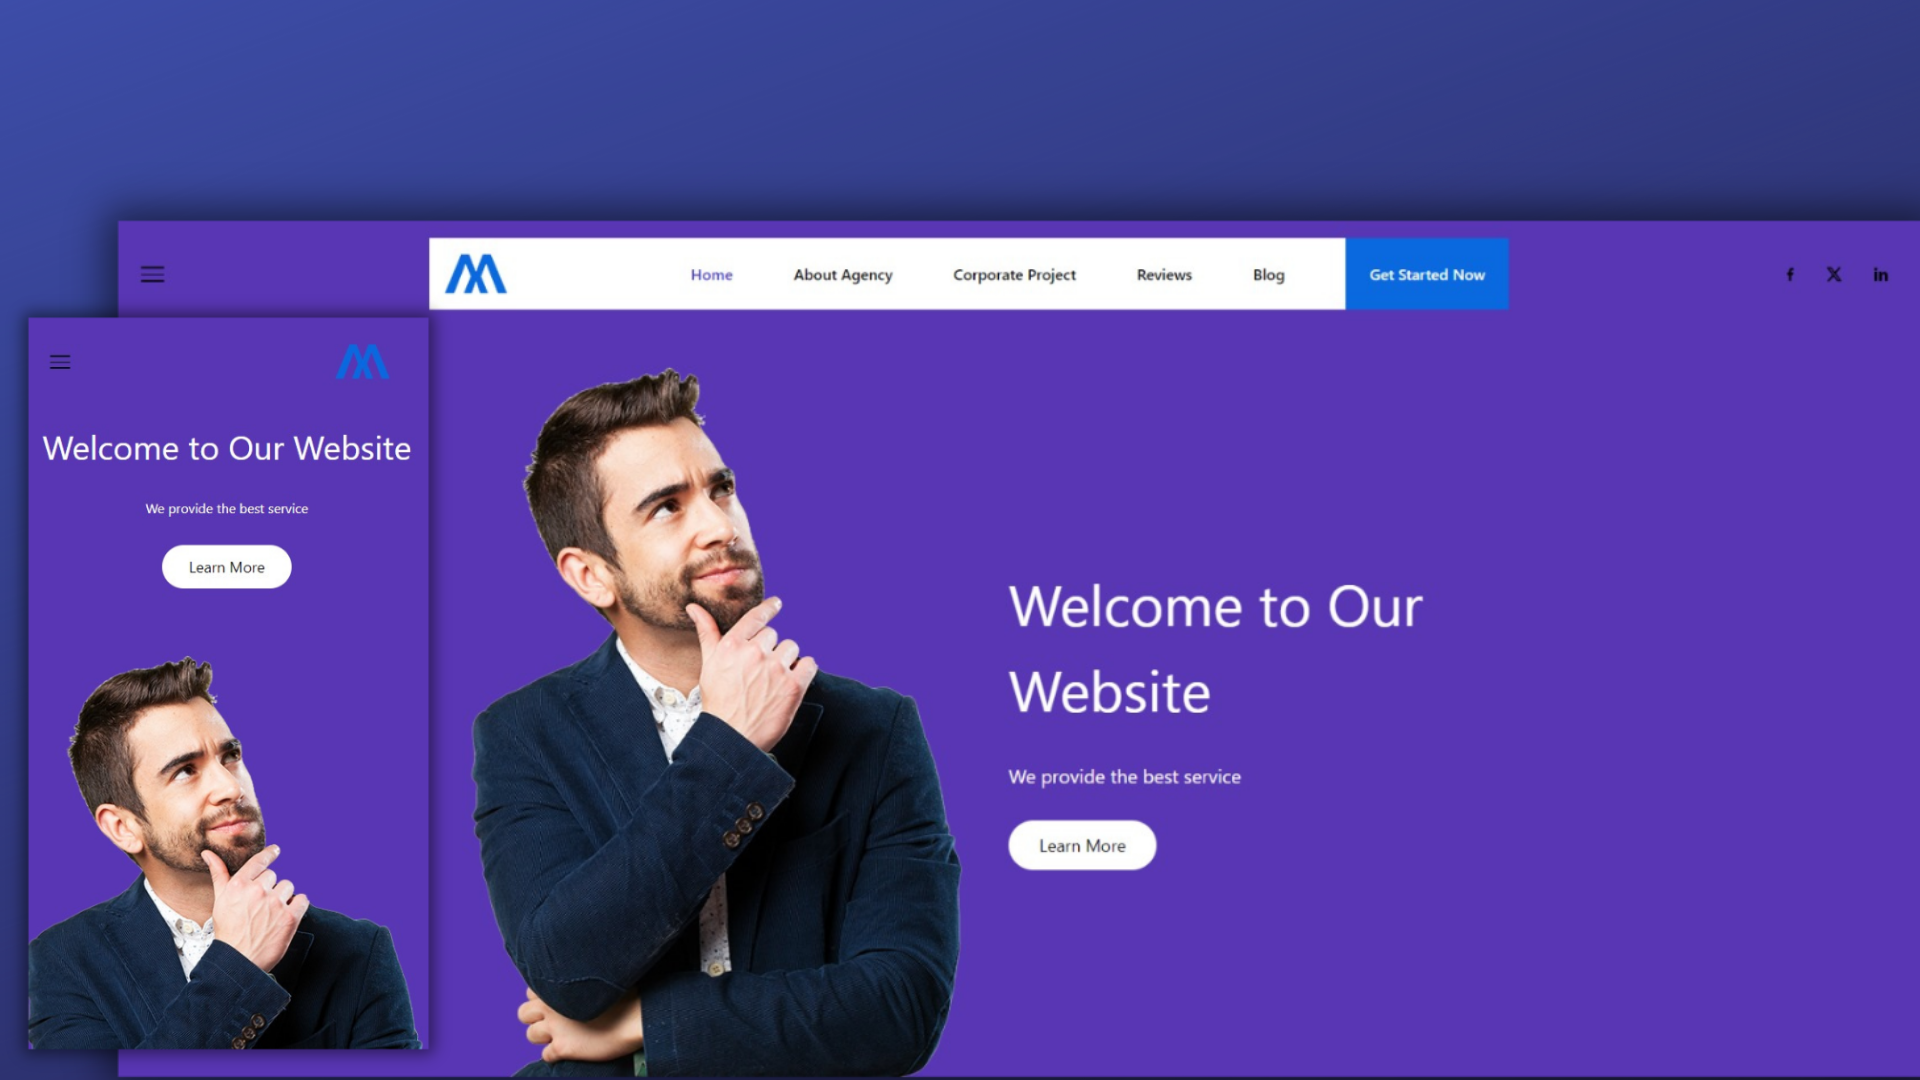 Home
About Agency
Corporate Project
Reviews
Blog
Get Started Now
f
X
in
Welcome to Our Website
We provide the best service
Learn More
Welcome to Our
Website
We provide the best service
Learn More